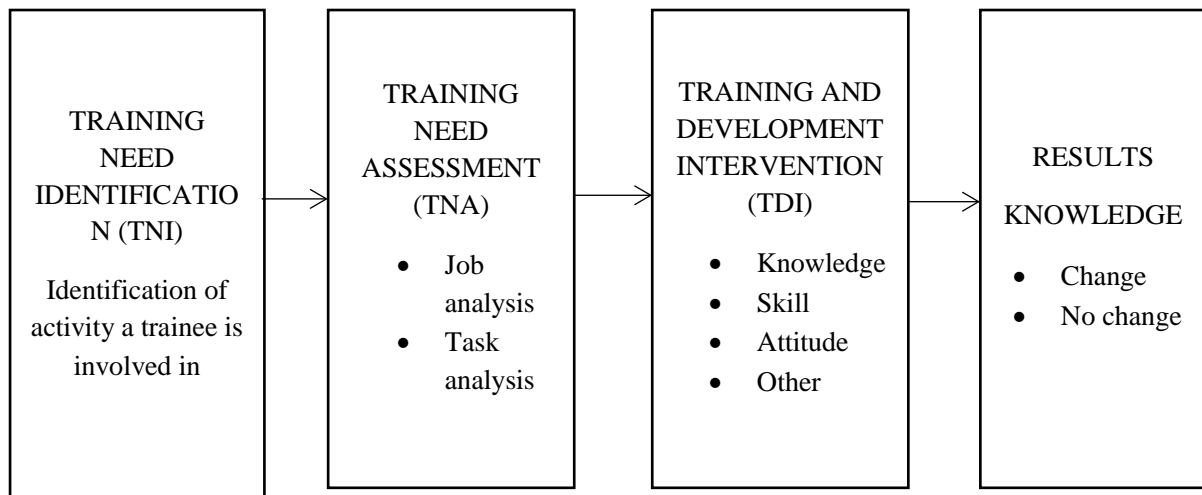 TRAINING
NEED
IDENTIFICATIO
N (TNI)
Identification of
activity a trainee is
involved in
TRAINING
NEED
ASSESSMENT
(TNA)
• Job
analysis
• Task
analysis
TRAINING AND
DEVELOPMENT
INTERVENTION
(TDI)
• Knowledge
• Skill
• Attitude
• Other
RESULTS
KNOWLEDGE
• Change
• No change